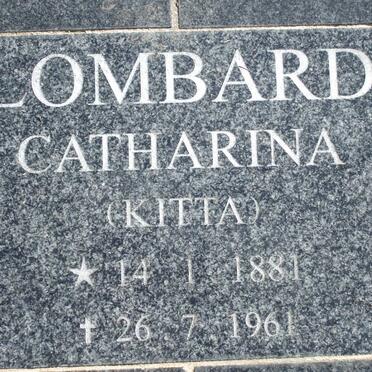 LOMBARD
CATHARINA
(KITTA)
★ 14 1 1881
✝ 26 7 1961